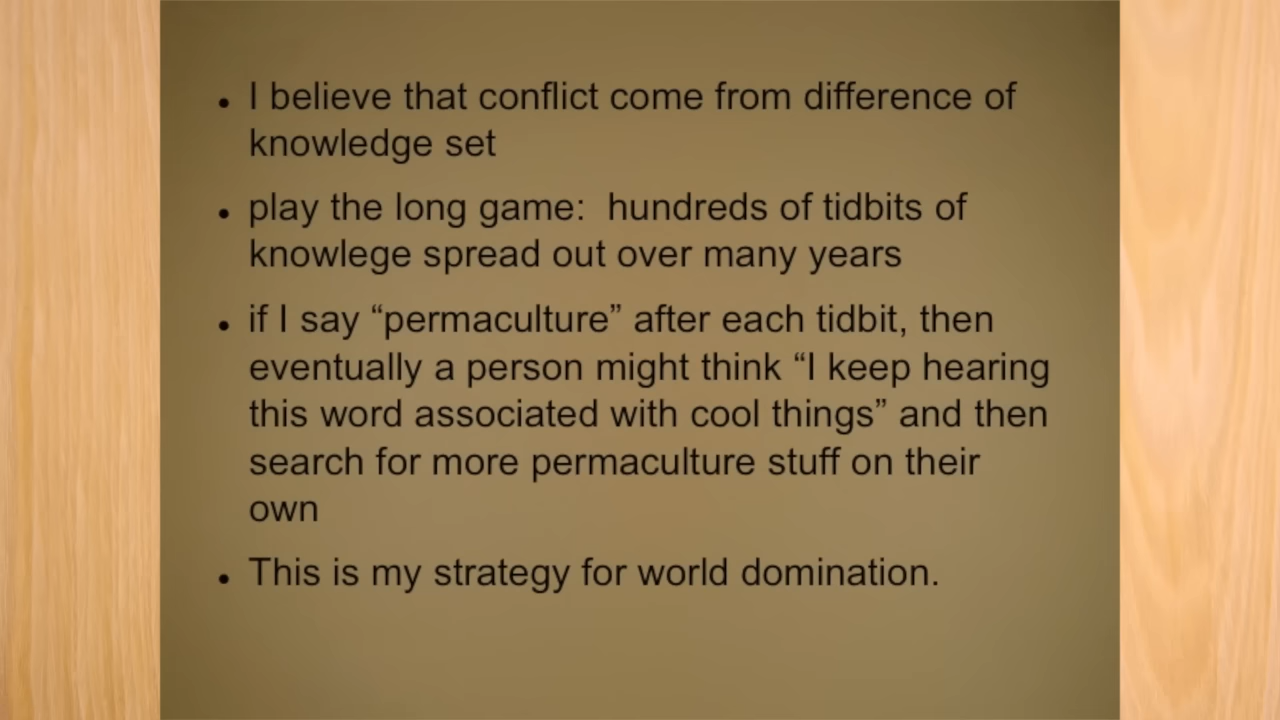 • I believe that conflict come from difference of
knowledge set
• play the long game:  hundreds of tidbits of
knowlege spread out over many years
• if I say “permaculture” after each tidbit, then
eventually a person might think “I keep hearing
this word associated with cool things” and then
search for more permaculture stuff on their
own
• This is my strategy for world domination.